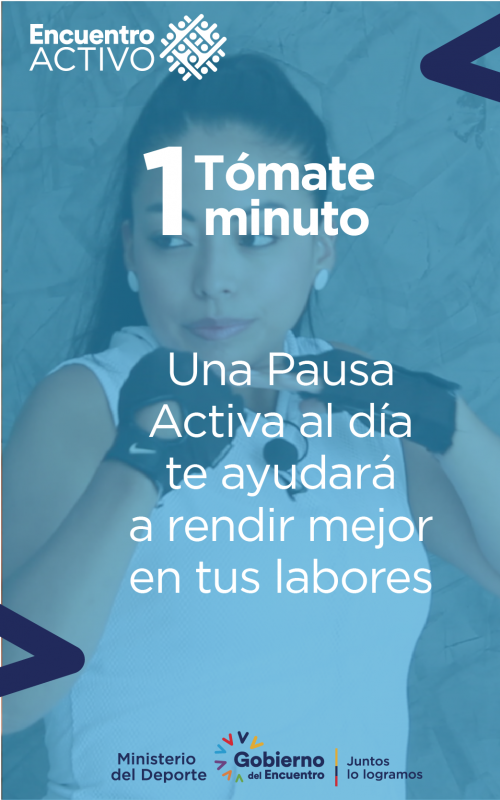 Encuentro
ACTIVO
1 Tómate
minuto
Una Pausa
Activa al día
te ayudará
a rendir mejor
en tus labores
Ministerio
del Deporte
Gobierno
del Encuentro
Juntos
lo logramos